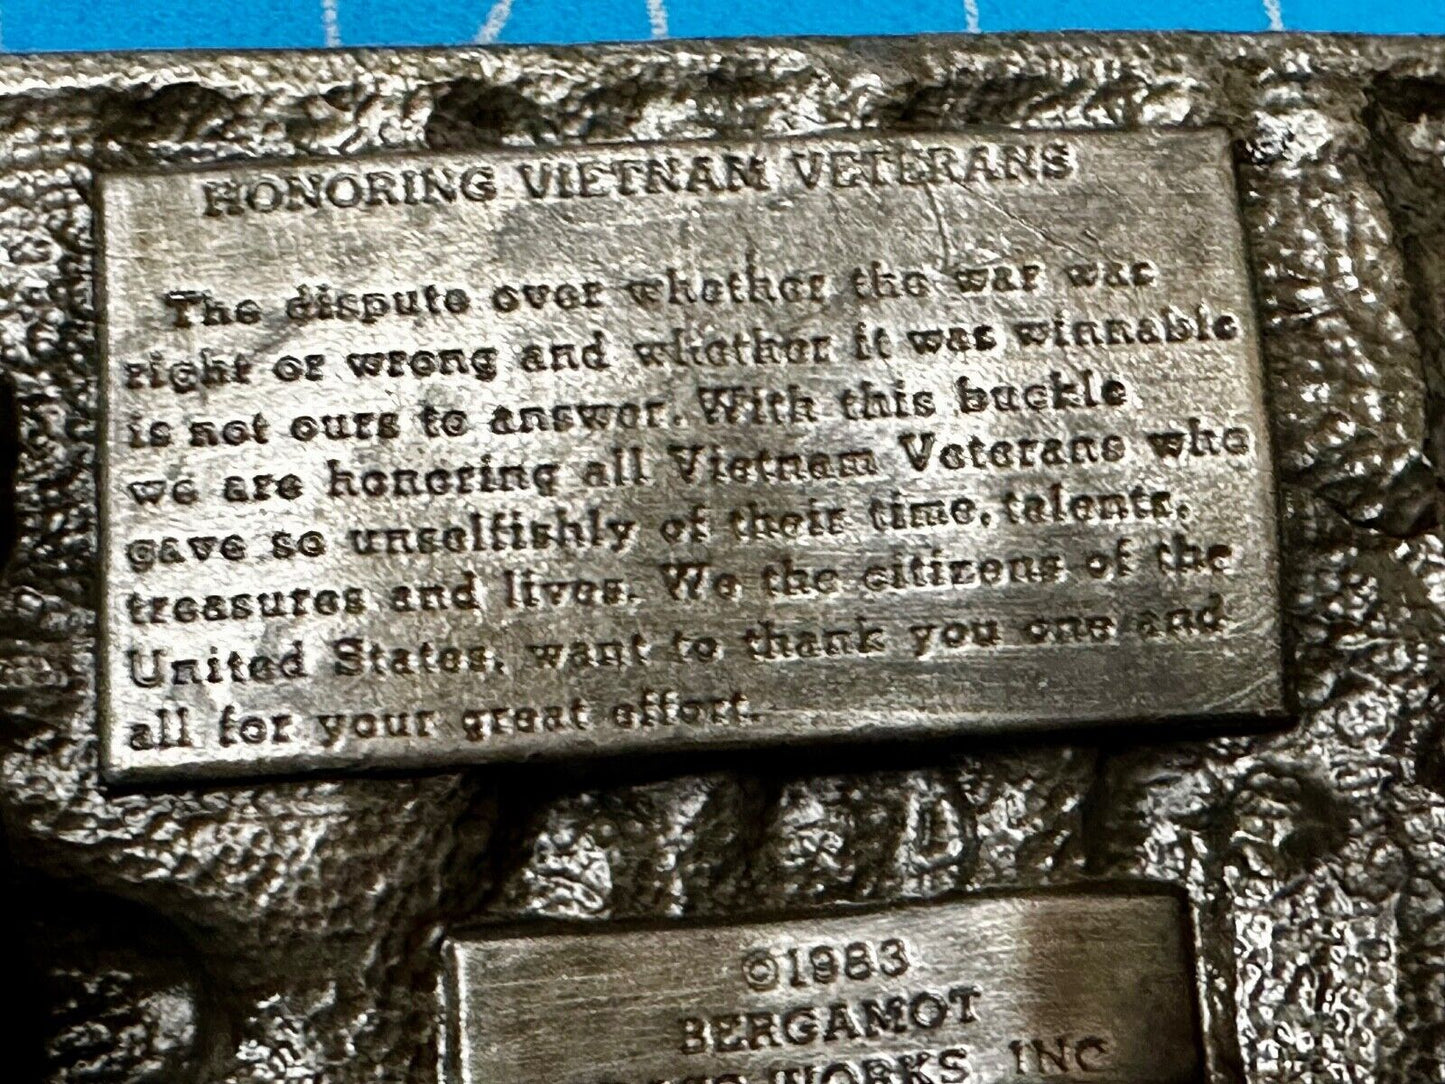 HONORING VIETNAM VETERANS
The dispute over whether the war was
right or wrong and whether it was winnable
is not ours to answer. With this buckle
we are honoring all Vietnam Veterans who
gave so unselfishly of their time, talents,
treasures and lives. We the citizens of the
United States, want to thank you one and
all for your great effort.
©1983
BERGAMOT
WORKS, INC